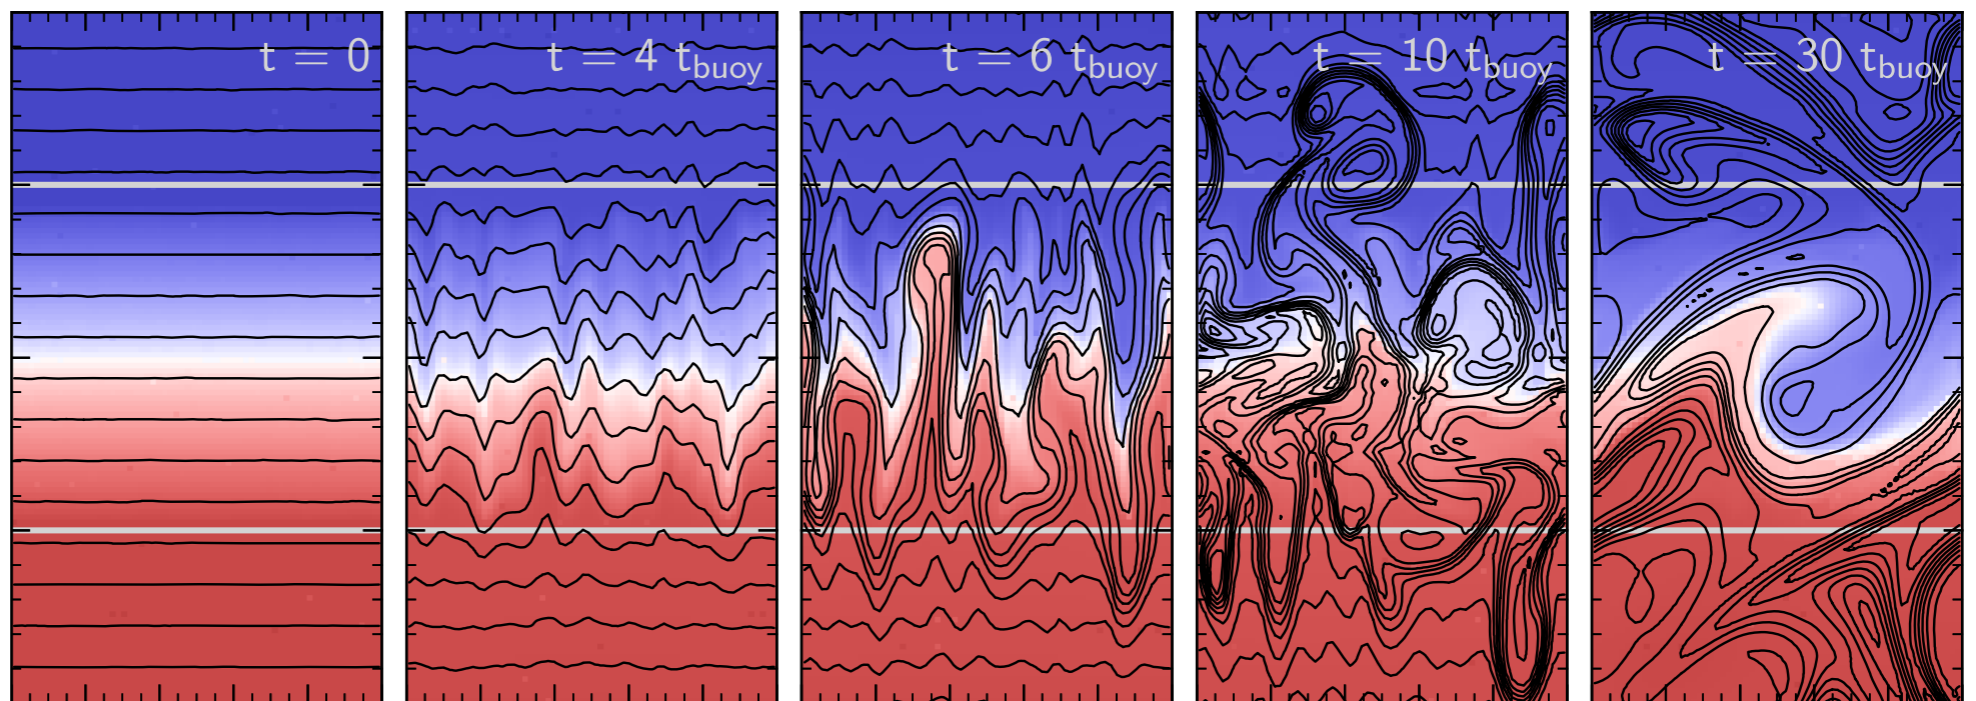 t = 0
t = 4 t_buoy
t = 6 t_buoy
t = 10 t_buoy
t = 30 t_buoy